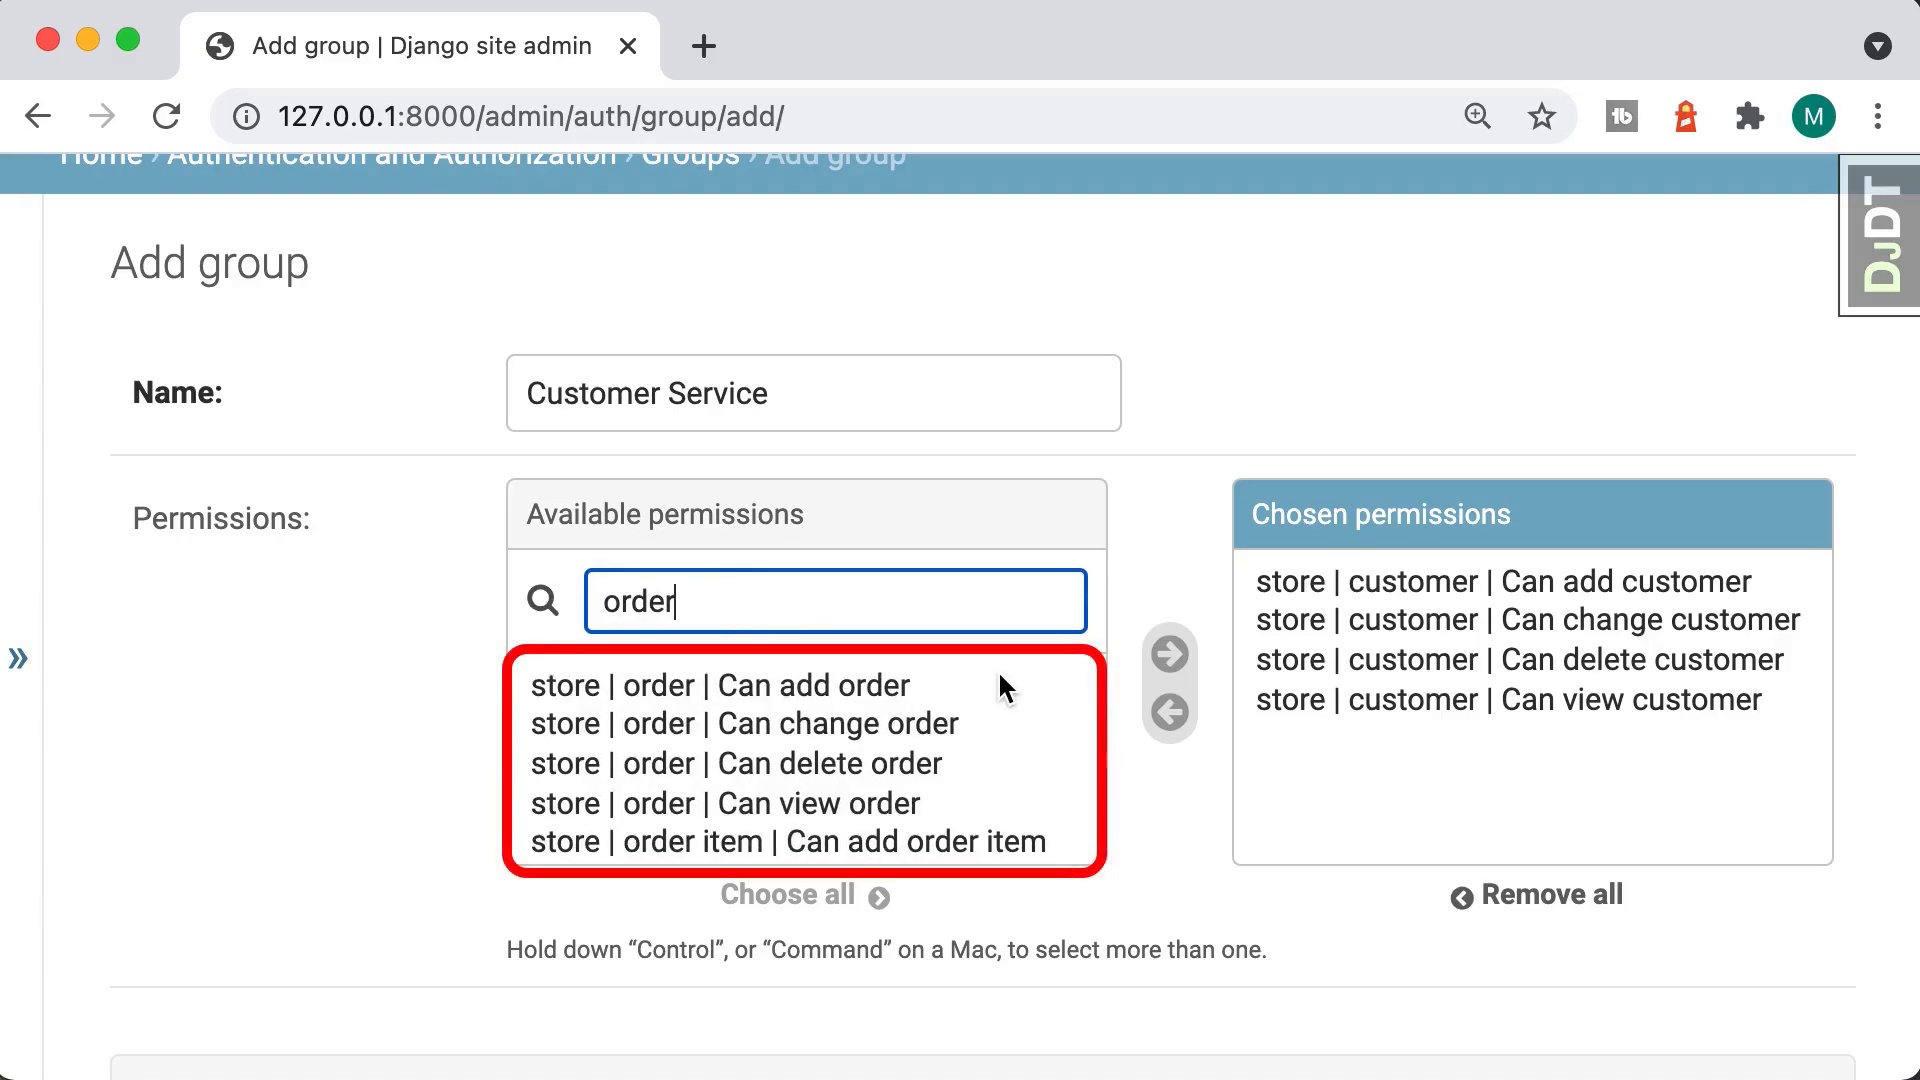 Add group | Django site admin
127.0.0.1:8000/admin/auth/group/add/
M
Home › Authentication and Authorization › Groups › Add group
DJDT
Add group
Name:
Customer Service
Permissions:
Available permissions
order
store | order | Can add order
store | order | Can change order
store | order | Can delete order
store | order | Can view order
store | order item | Can add order item
Choose all
Chosen permissions
store | customer | Can add customer
store | customer | Can change customer
store | customer | Can delete customer
store | customer | Can view customer
Remove all
Hold down “Control”, or “Command” on a Mac, to select more than one.